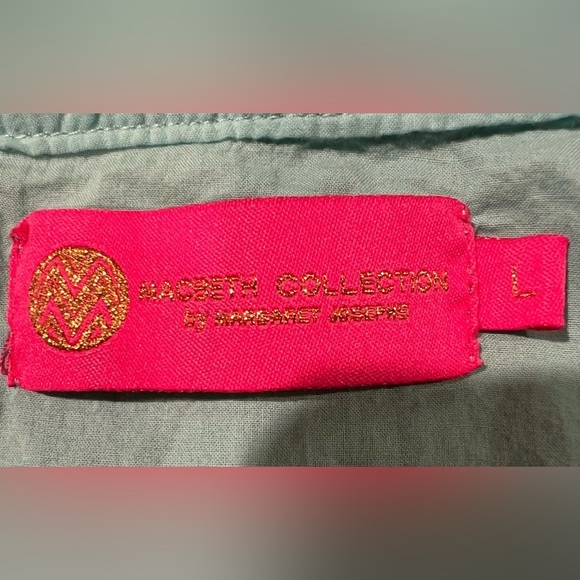 MACBETH COLLECTION
by MARGARET JOSEPHS
L